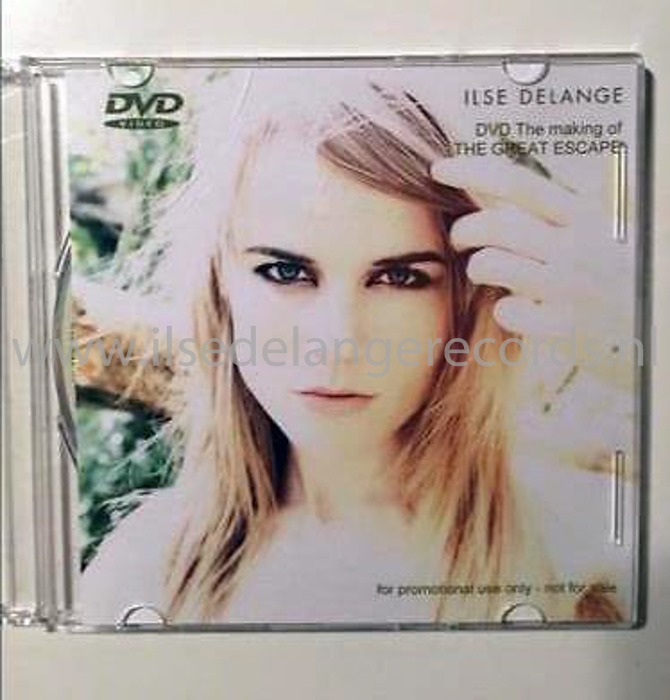 DVD
VIDEO
ILSE DELANGE
DVD The making of
THE GREAT ESCAPE
www.ilsedelangerecords.nl
for promotional use only - not for sale